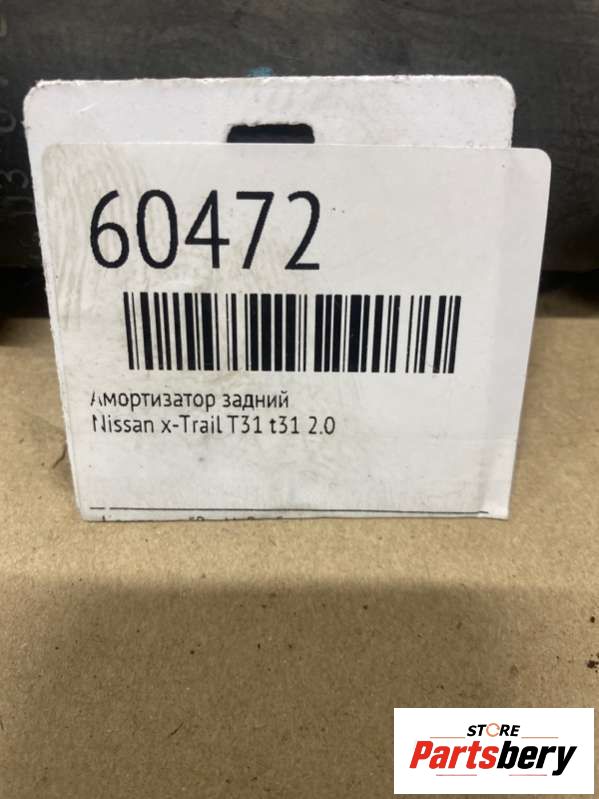 60472
Амортизатор задний
Nissan x-Trail T31 t31 2.0
STORE
Partsbery